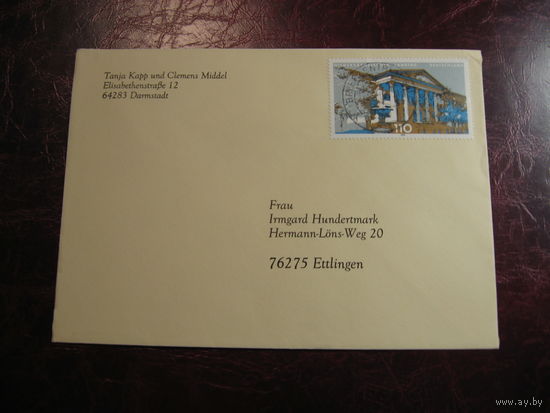 Tanja Kapp und Clemens Middel
Elisabethenstraße 12
64283 Darmstadt
110
Frau
Irmgard Hundertmark
Hermann-Löns-Weg 20
76275 Ettlingen
www.ay.by